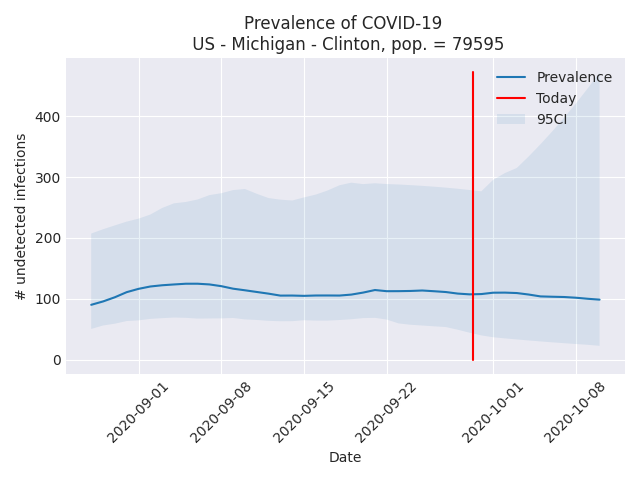 Prevalence of COVID-19
US - Michigan - Clinton, pop. = 79595
Prevalence
Today
95CI
# undetected infections
400
300
200
100
0
2020-09-01
2020-09-08
2020-09-15
2020-09-22
2020-10-01
2020-10-08
Date